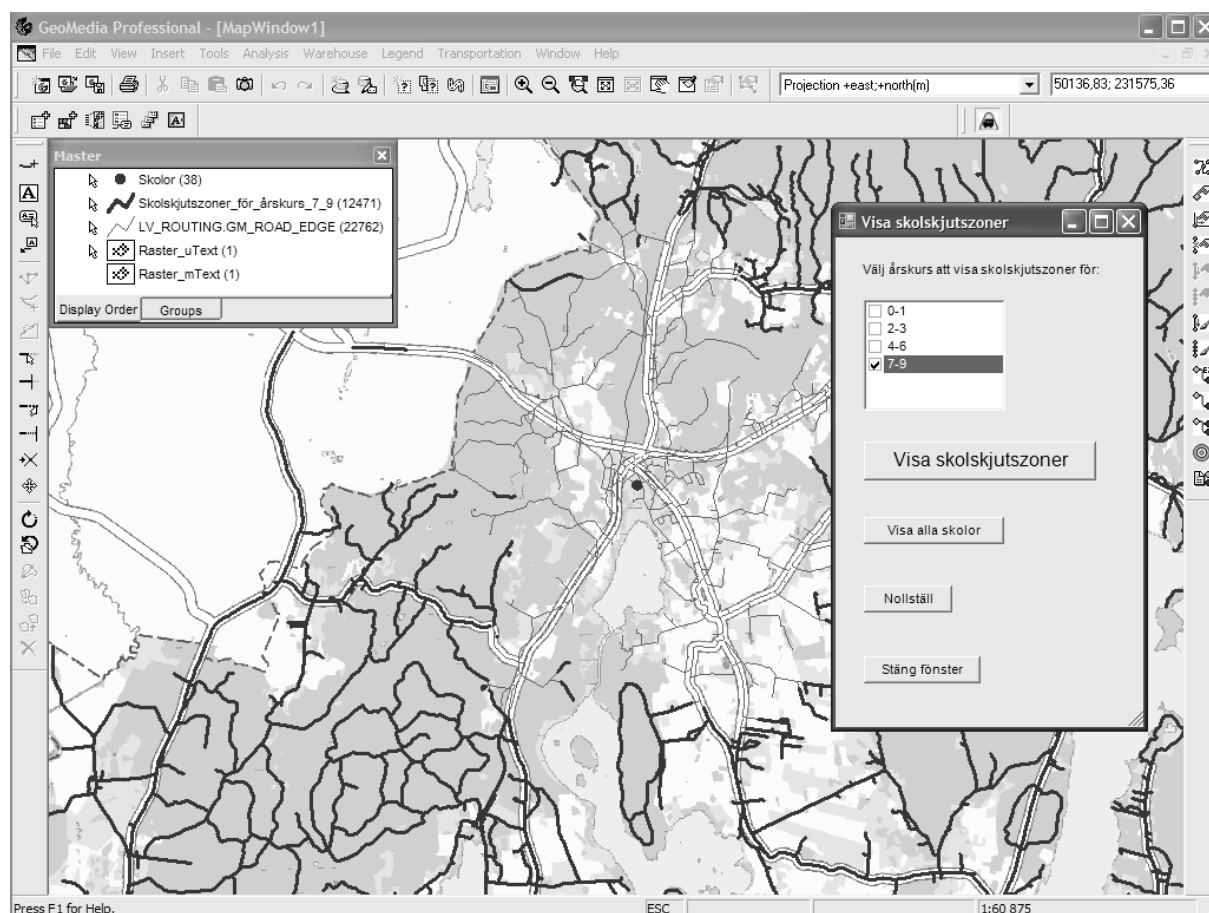 GeoMedia Professional - [MapWindow1]
File Edit View Insert Tools Analysis Warehouse Legend Transportation Window Help
Projection +east;+north(m)
50136,83; 231575,36
Master
Skolor (38)
Skolskjutszoner_för_årskurs_7_9 (12471)
LV_ROUTING.GM_ROAD_EDGE (22762)
Raster_uText (1)
Raster_mText (1)
Display Order Groups
Visa skolskjutszoner
Välj årskurs att visa skolskjutszoner för:
0-1
2-3
4-6
7-9
Visa skolskjutszoner
Visa alla skolor
Nollställ
Stäng fönster
Press F1 for Help.
ESC
1:60 875